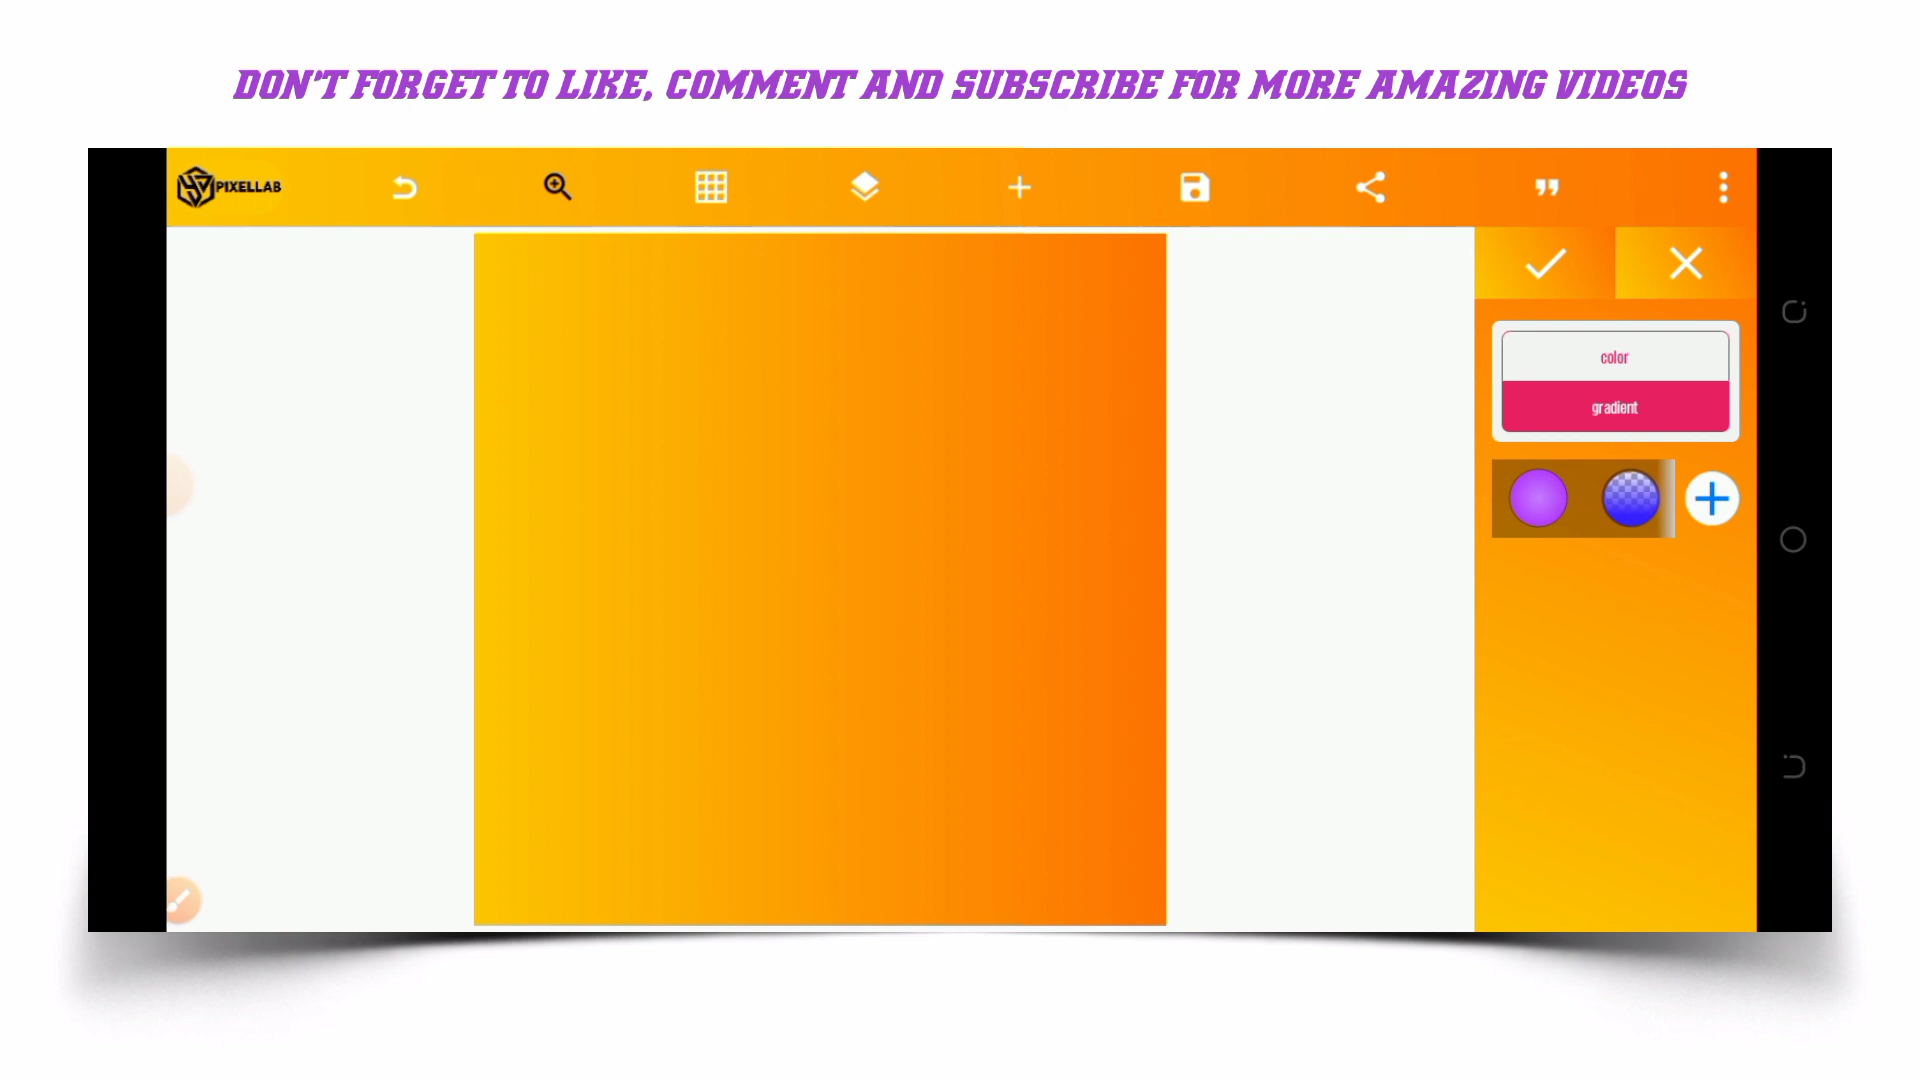 DON'T FORGET TO LIKE, COMMENT AND SUBSCRIBE FOR MORE AMAZING VIDEOS
PIXELLAB
color
gradient